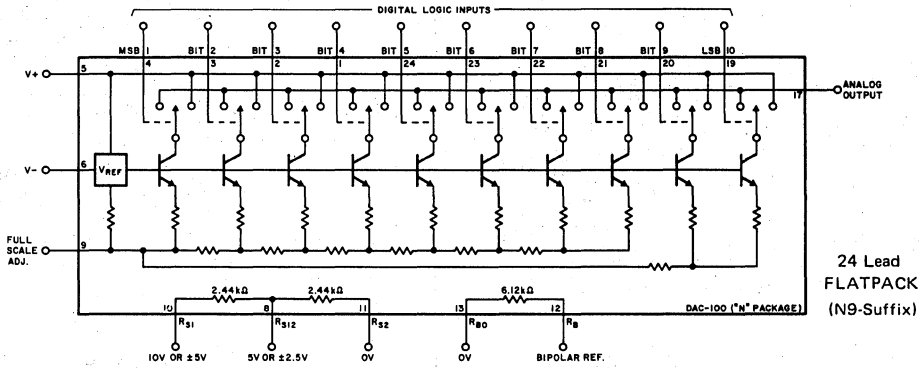 DIGITAL LOGIC INPUTS
MSB 1 BIT 2 BIT 3 BIT 4 BIT 5 BIT 6 BIT 7 BIT 8 BIT 9 LSB 10
4 3 2 1 24 23 22 21 20 19
V+ 5
17 ANALOG
OUTPUT
V- 6 VREF
FULL
SCALE
ADJ.
9
24 Lead
FLATPACK
(N9-Suffix)
2.44kΩ 2.44kΩ 6.12kΩ
DAC-100 ("N" PACKAGE)
10 8 11 13 12
RS1 RS12 RS2 RBO RB
10V OR ±5V 5V OR ±2.5V 0V 0V BIPOLAR REF.